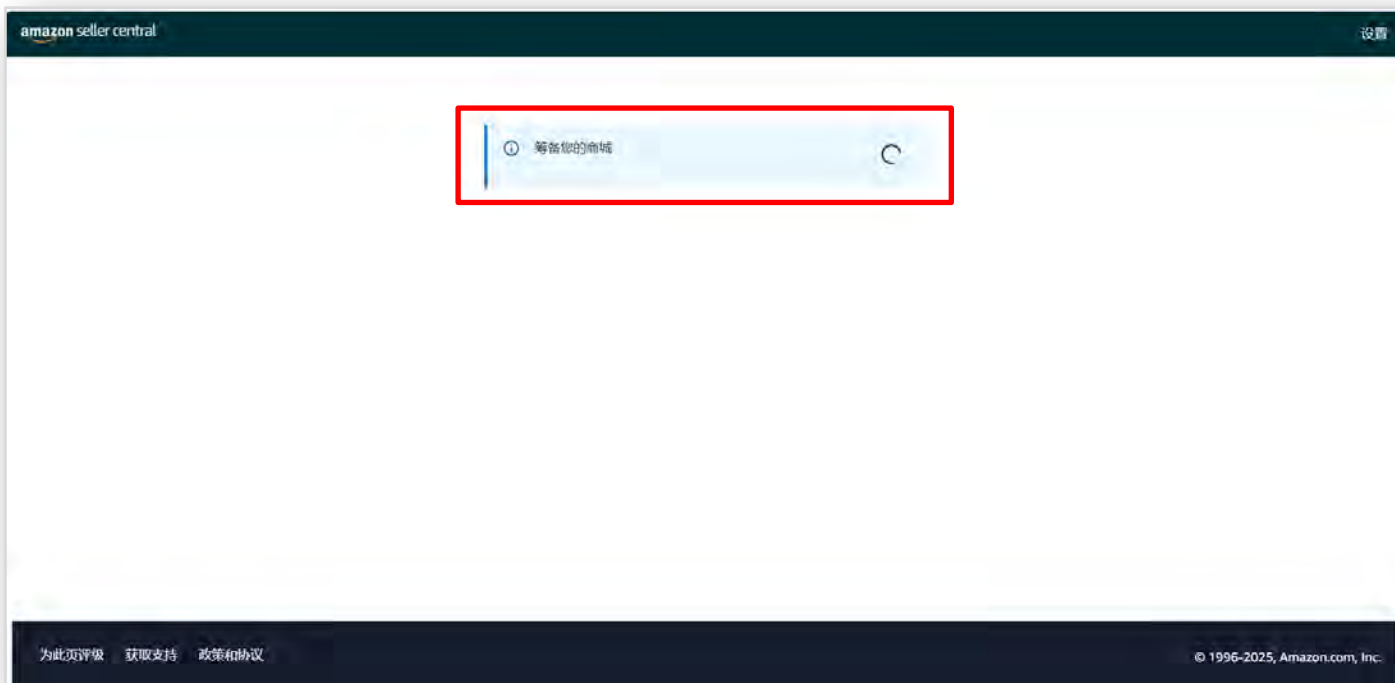 amazon seller central
设置
筹备您的商城
为此页评级 获取支持 政策和协议
© 1996-2025, Amazon.com, Inc.